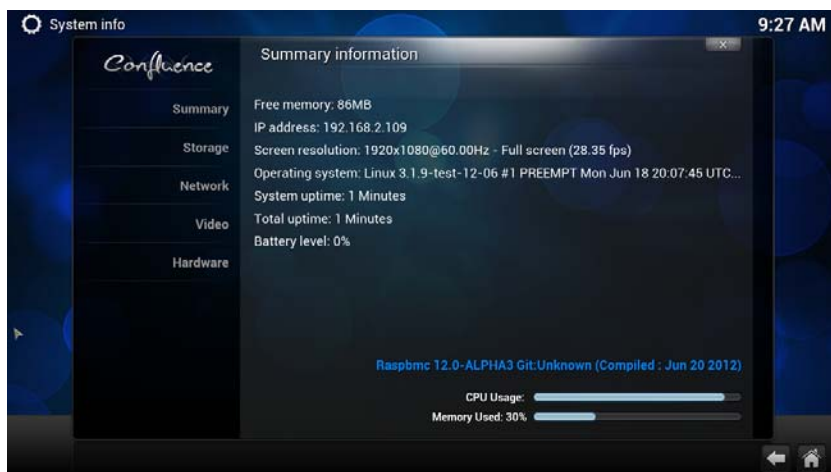 System info
9:27 AM
Confluence
Summary information
x
Summary
Storage
Network
Video
Hardware
Free memory: 86MB
IP address: 192.168.2.109
Screen resolution: 1920x1080@60.00Hz - Full screen (28.35 fps)
Operating system: Linux 3.1.9-test-12-06 #1 PREEMPT Mon Jun 18 20:07:45 UTC...
System uptime: 1 Minutes
Total uptime: 1 Minutes
Battery level: 0%
Raspbmc 12.0-ALPHA3 Git:Unknown (Compiled : Jun 20 2012)
CPU Usage:
Memory Used: 30%